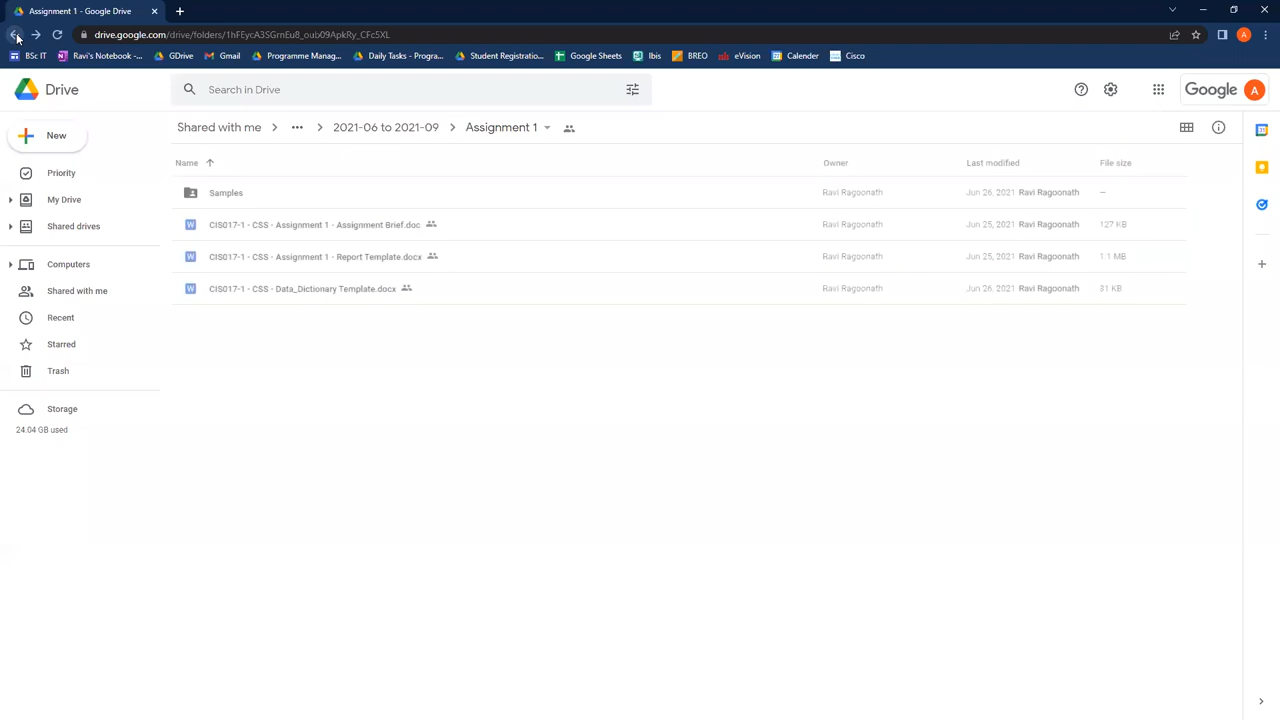 Assignment 1 - Google Drive
drive.google.com/drive/folders/1hFEycA3SGrnEu8_oub09ApkRy_CFc5XL
BSc IT Ravi's Notebook -... GDrive Gmail Programme Manag... Daily Tasks - Progra... Student Registration... Google Sheets Ibis BREO eVision Calender Cisco
Drive Search in Drive Google A
New Shared with me ••• 2021-06 to 2021-09 Assignment 1
Name Owner Last modified File size
Priority
My Drive
Shared drives
Computers
Shared with me
Recent
Starred
Trash
Storage
24.04 GB used
Samples Ravi Ragoonath Jun 26, 2021 Ravi Ragoonath –
CIS017-1 - CSS - Assignment 1 - Assignment Brief.doc Ravi Ragoonath Jun 25, 2021 Ravi Ragoonath 127 KB
CIS017-1 - CSS - Assignment 1 - Report Template.docx Ravi Ragoonath Jun 25, 2021 Ravi Ragoonath 1.1 MB
CIS017-1 - CSS - Data_Dictionary Template.docx Ravi Ragoonath Jun 26, 2021 Ravi Ragoonath 31 KB